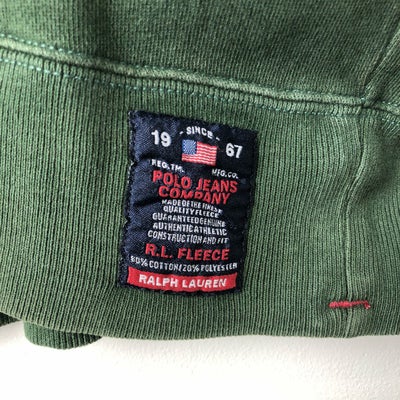 - SINCE -
19 67
REG.TM. MFG.CO.
POLO JEANS
COMPANY
MADE OF THE FINEST
QUALITY FLEECE
GUARANTEED GENUINE
AUTHENTIC ATHLETIC
CONSTRUCTION AND FIT
R.L. FLEECE
80% COTTON/20% POLYESTER
RALPH LAUREN